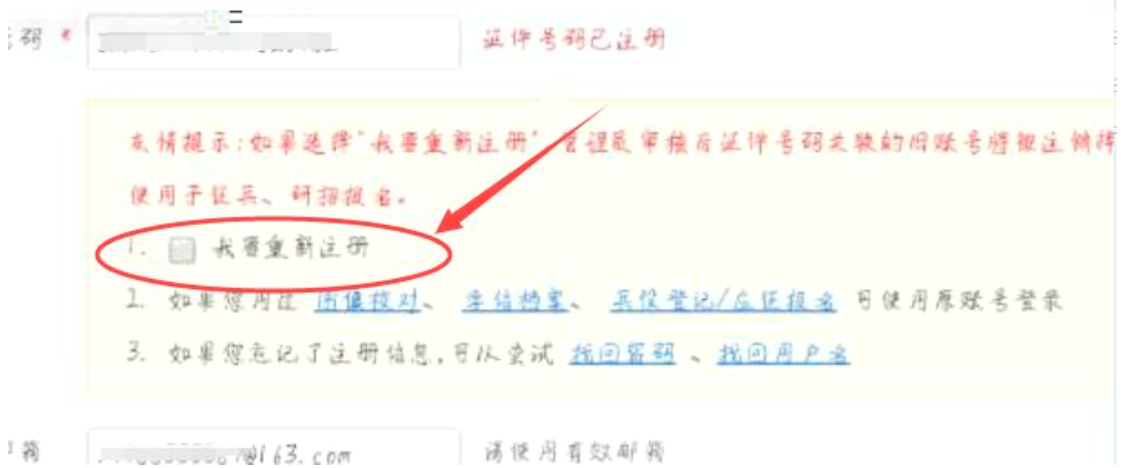 码 * 证件号码已注册
友情提示:如果选择"我要重新注册" 管理员审核后证件号码关联的旧账号将被注销
使用于征兵、研招报名。
1. 我要重新注册
2. 如果您用过 图像校对、 学信档案、 兵役登记/应征报名 可使用原账号登录
3. 如果您忘记了注册信息,可以尝试 找回密码 、找回用户名
箱 @163.com 请使用有效邮箱